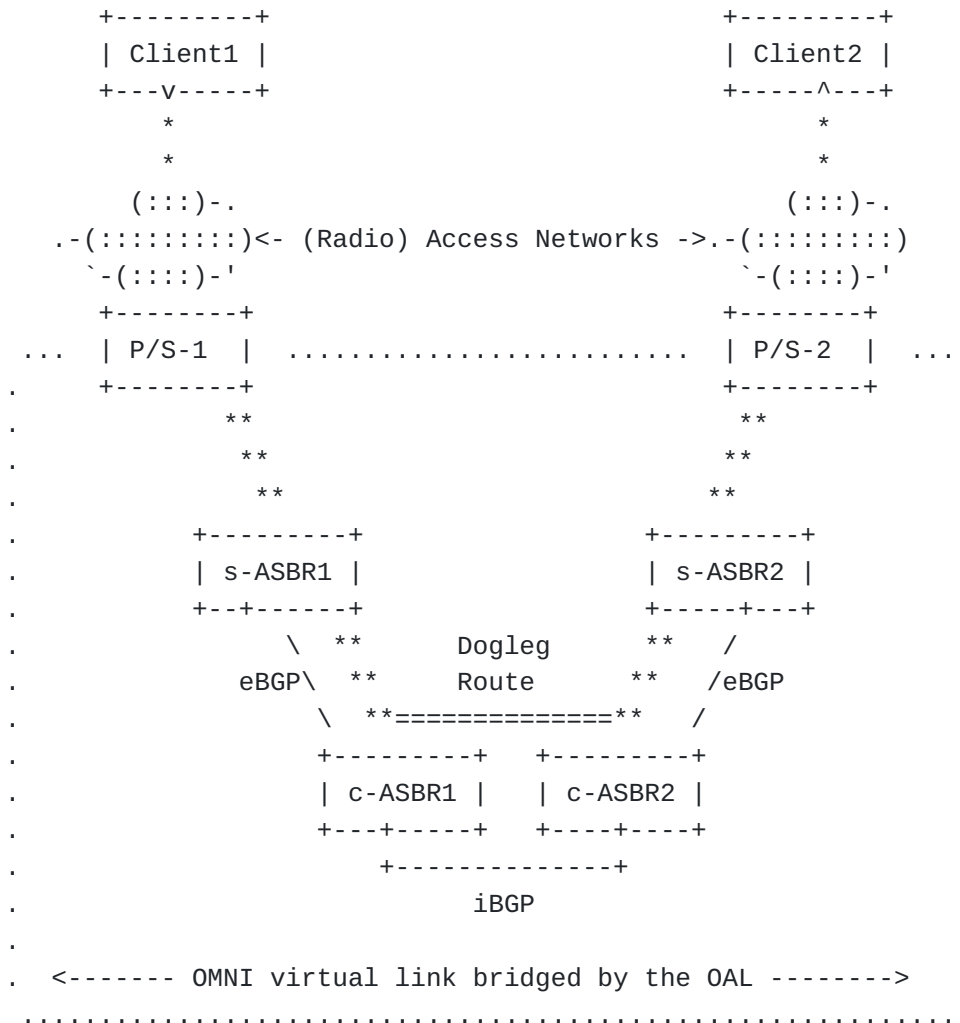 +---------+                             +---------+
     | Client1 |                             | Client2 |
     +---v-----+                             +-----^---+
         *                                         *
         *                                         *
       (:::)-.                                   (:::)-.
  .-(:::::::::)<- (Radio) Access Networks ->.-(:::::::::)
    `-(::::)-'                                `-(::::)-'
     +--------+                              +--------+
...  | P/S-1  |  ..........................  | P/S-2  |  ...
.    +--------+                              +--------+
.            **                               **
.             **                             **
.              **                           **
.          +---------+                  +---------+
.          | s-ASBR1 |                  | s-ASBR2 |
.          +--+------+                  +-----+---+
.                \  **      Dogleg      **   /
.             eBGP\  **     Route      **   /eBGP
.                  \  **==============**   /
.                  +---------+   +---------+
.                  | c-ASBR1 |   | c-ASBR2 |
.                  +---+-----+   +----+----+
.                      +--------------+
.                            iBGP
.
.  <------- OMNI virtual link bridged by the OAL -------->
............................................................